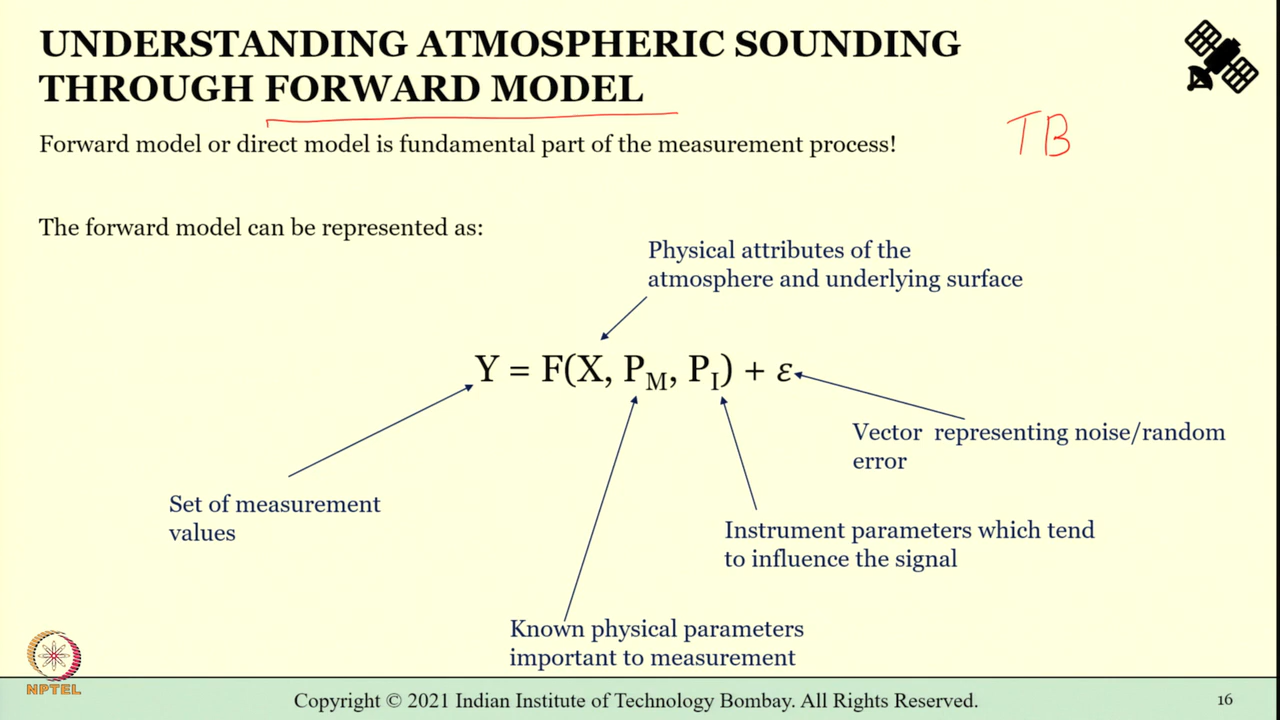 UNDERSTANDING ATMOSPHERIC SOUNDING
THROUGH FORWARD MODEL
Forward model or direct model is fundamental part of the measurement process!
TB
The forward model can be represented as:
Physical attributes of the
atmosphere and underlying surface
Y = F(X, P_M, P_I) + ε
Vector representing noise/random
error
Set of measurement
values
Instrument parameters which tend
to influence the signal
Known physical parameters
important to measurement
NPTEL
Copyright © 2021 Indian Institute of Technology Bombay. All Rights Reserved.
16